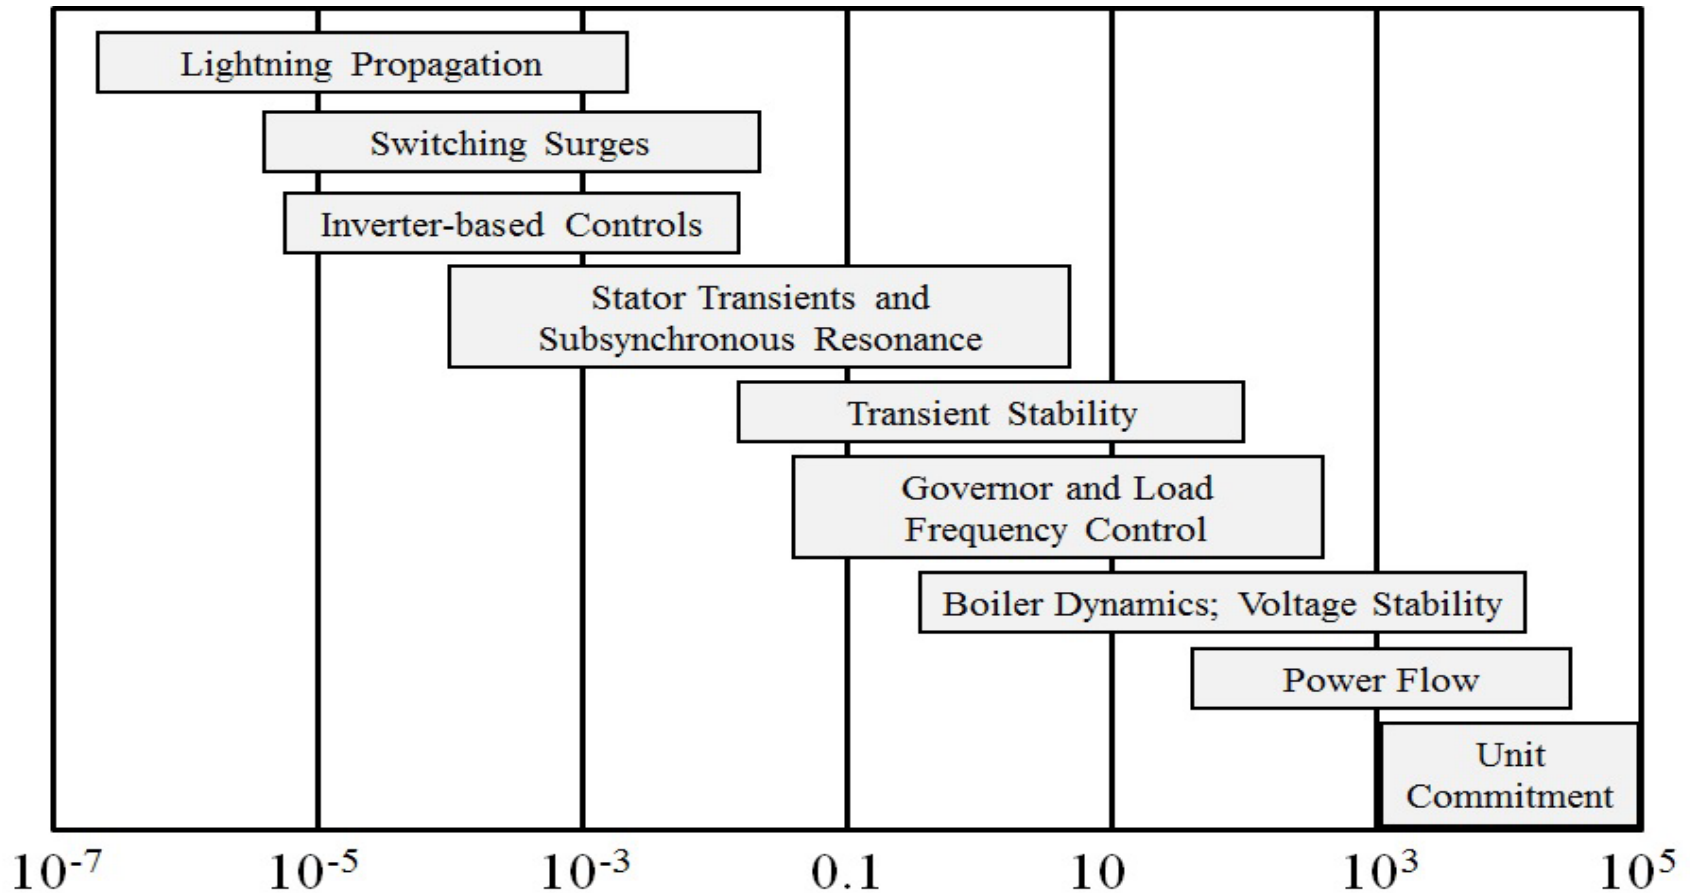 Lightning Propagation
Switching Surges
Inverter-based Controls
Stator Transients and
Subsynchronous Resonance
Transient Stability
Governor and Load
Frequency Control
Boiler Dynamics; Voltage Stability
Power Flow
Unit
Commitment
10⁻⁷ 10⁻⁵ 10⁻³ 0.1 10 10³ 10⁵